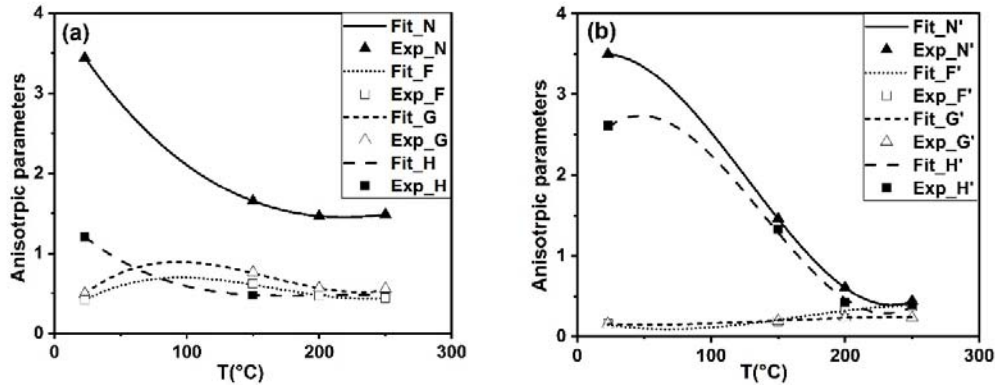 (a)
Fit_N
Exp_N
Fit_F
Exp_F
Fit_G
Exp_G
Fit_H
Exp_H
Anisotrpic parameters
4
3
2
1
0
0
100
200
300
T(°C)
(b)
Fit_N'
Exp_N'
Fit_F'
Exp_F'
Fit_G'
Exp_G'
Fit_H'
Exp_H'
Anisotrpic parameters
4
3
2
1
0
0
100
200
300
T(°C)